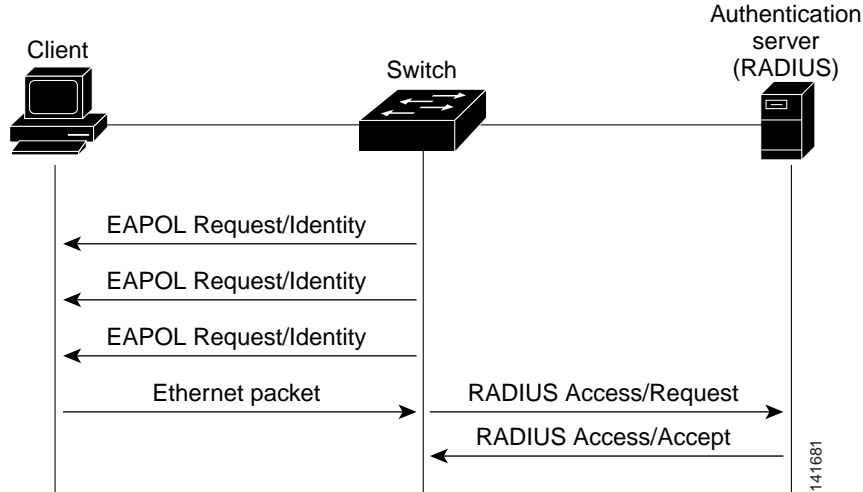 Authentication
server
(RADIUS)
Client
Switch
EAPOL Request/Identity
EAPOL Request/Identity
EAPOL Request/Identity
Ethernet packet
RADIUS Access/Request
RADIUS Access/Accept
141681